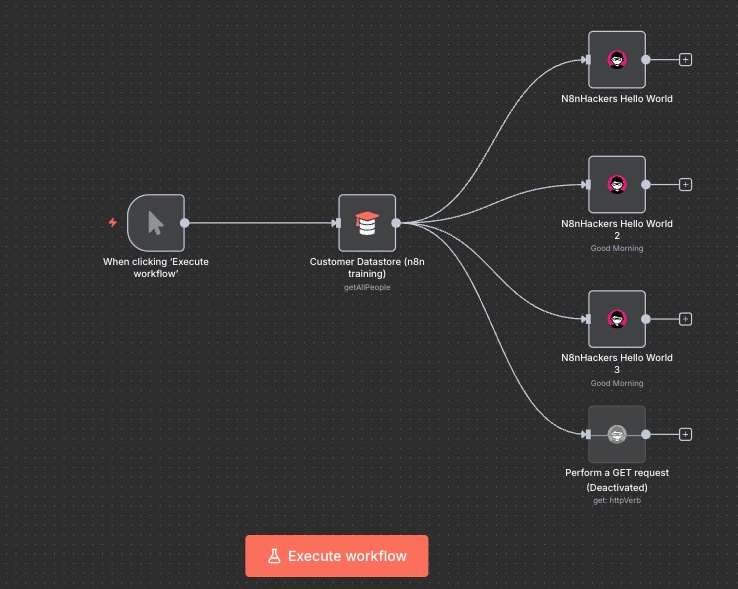 N8nHackers Hello World
N8nHackers Hello World
2
Good Morning
When clicking ‘Execute
workflow’
Customer Datastore (n8n
training)
getAllPeople
N8nHackers Hello World
3
Good Morning
Perform a GET request
(Deactivated)
get: httpVerb
Execute workflow